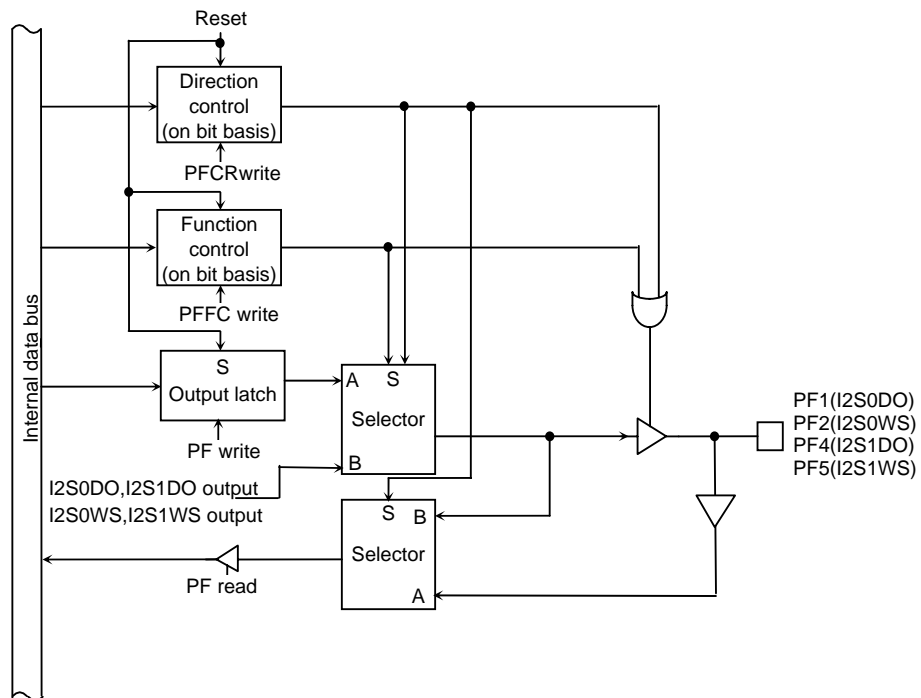 Reset
Direction
control
(on bit basis)
PFCRwrite
Function
control
(on bit basis)
PFFC write
Internal data bus
S
Output latch
PF write
A S
Selector
B
I2S0DO,I2S1DO output
I2S0WS,I2S1WS output
S B
Selector
A
PF read
PF1(I2S0DO)
PF2(I2S0WS)
PF4(I2S1DO)
PF5(I2S1WS)